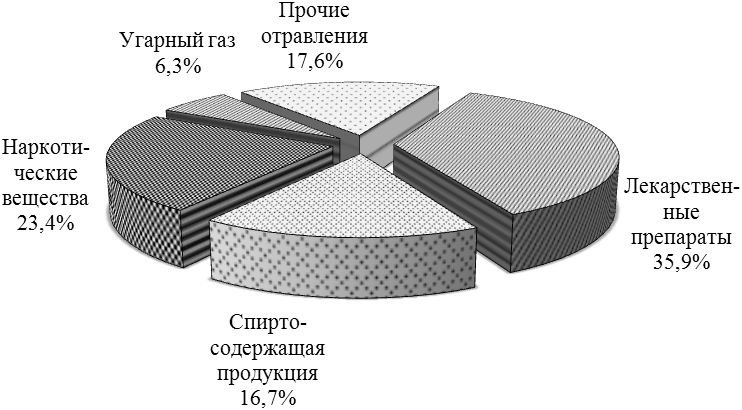 Прочие
отравления
17,6%
Угарный газ
6,3%
Наркоти-
ческие
вещества
23,4%
Лекарствен-
ные
препараты
35,9%
Спирто-
содержащая
продукция
16,7%